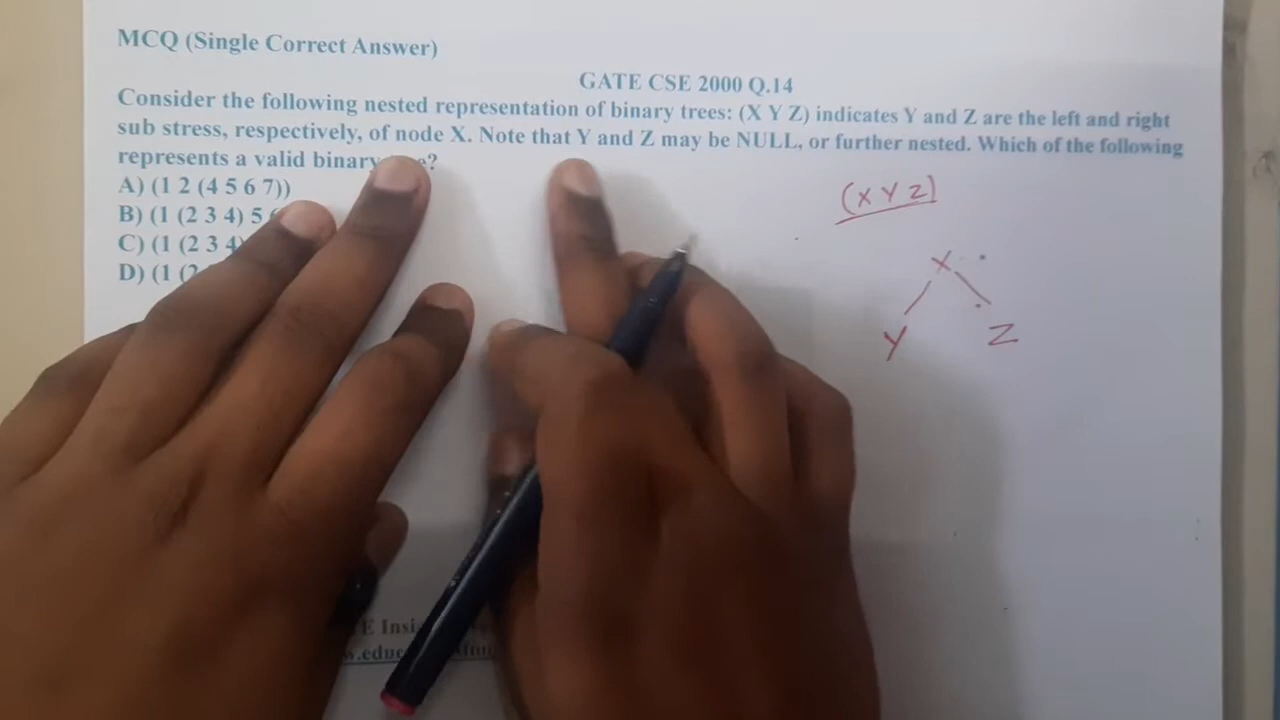 MCQ (Single Correct Answer)
GATE CSE 2000 Q.14
Consider the following nested representation of binary trees: (X Y Z) indicates Y and Z are the left and right
sub stress, respectively, of node X. Note that Y and Z may be NULL, or further nested. Which of the following
represents a valid binary
A) (1 2 (4 5 6 7))
B) (1 (2 3 4) 5
C) (1 (2 3 4)
D) (1 (2
(X Y Z)
X
Y Z